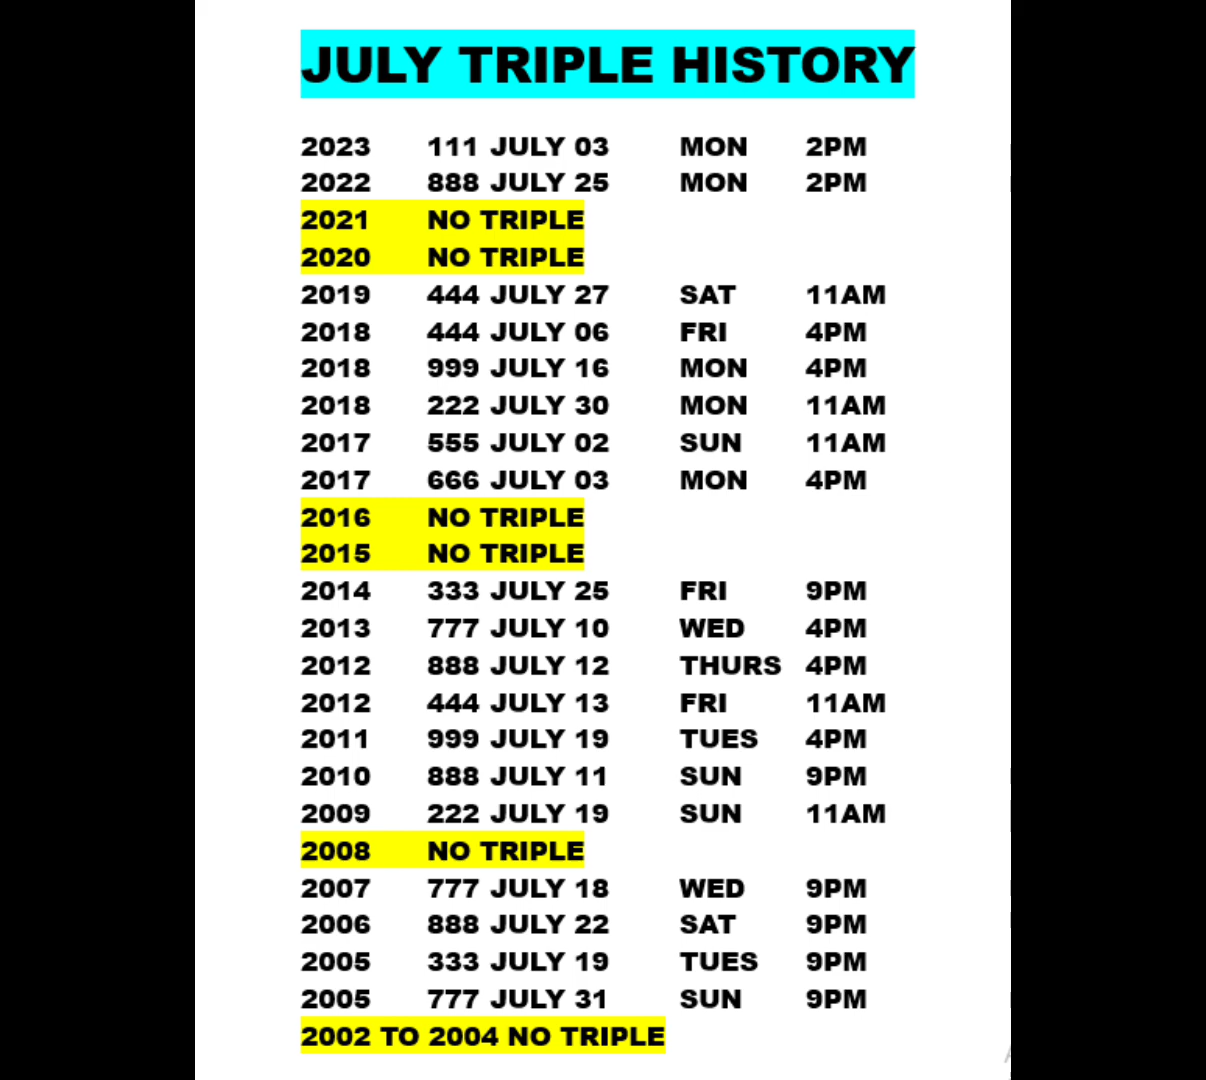 JULY TRIPLE HISTORY
2023 111 JULY 03 MON 2PM
2022 888 JULY 25 MON 2PM
2021 NO TRIPLE
2020 NO TRIPLE
2019 444 JULY 27 SAT 11AM
2018 444 JULY 06 FRI 4PM
2018 999 JULY 16 MON 4PM
2018 222 JULY 30 MON 11AM
2017 555 JULY 02 SUN 11AM
2017 666 JULY 03 MON 4PM
2016 NO TRIPLE
2015 NO TRIPLE
2014 333 JULY 25 FRI 9PM
2013 777 JULY 10 WED 4PM
2012 888 JULY 12 THURS 4PM
2012 444 JULY 13 FRI 11AM
2011 999 JULY 19 TUES 4PM
2010 888 JULY 11 SUN 9PM
2009 222 JULY 19 SUN 11AM
2008 NO TRIPLE
2007 777 JULY 18 WED 9PM
2006 888 JULY 22 SAT 9PM
2005 333 JULY 19 TUES 9PM
2005 777 JULY 31 SUN 9PM
2002 TO 2004 NO TRIPLE